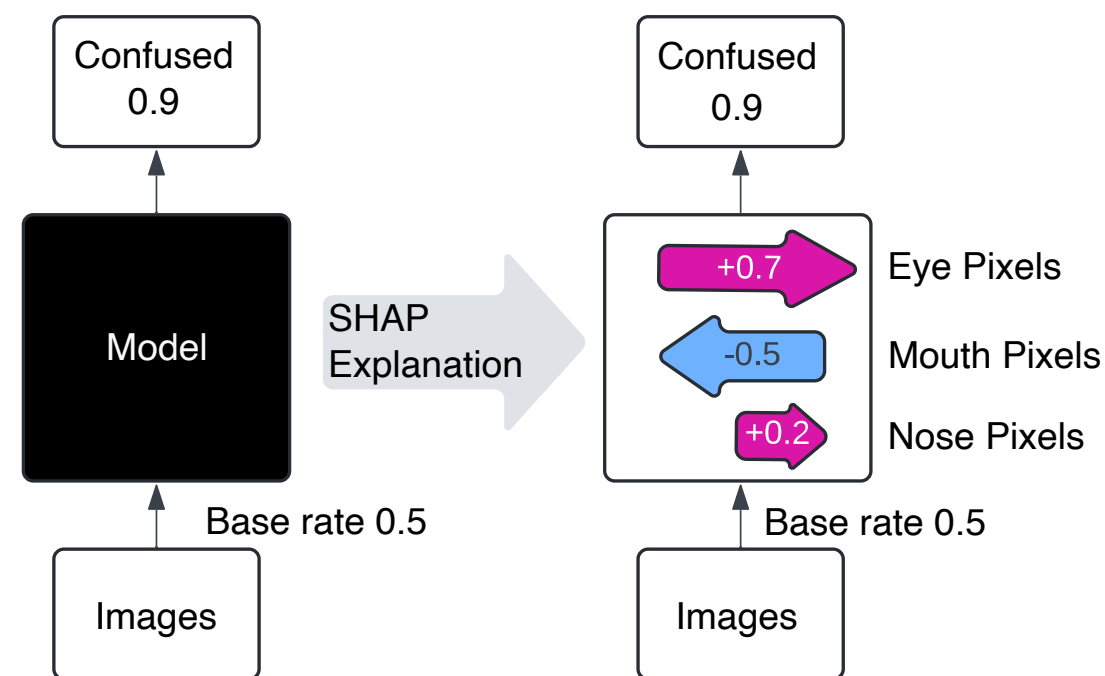 Confused
0.9
Model
Base rate 0.5
Images
SHAP
Explanation
Confused
0.9
+0.7
Eye Pixels
-0.5
Mouth Pixels
+0.2
Nose Pixels
Base rate 0.5
Images